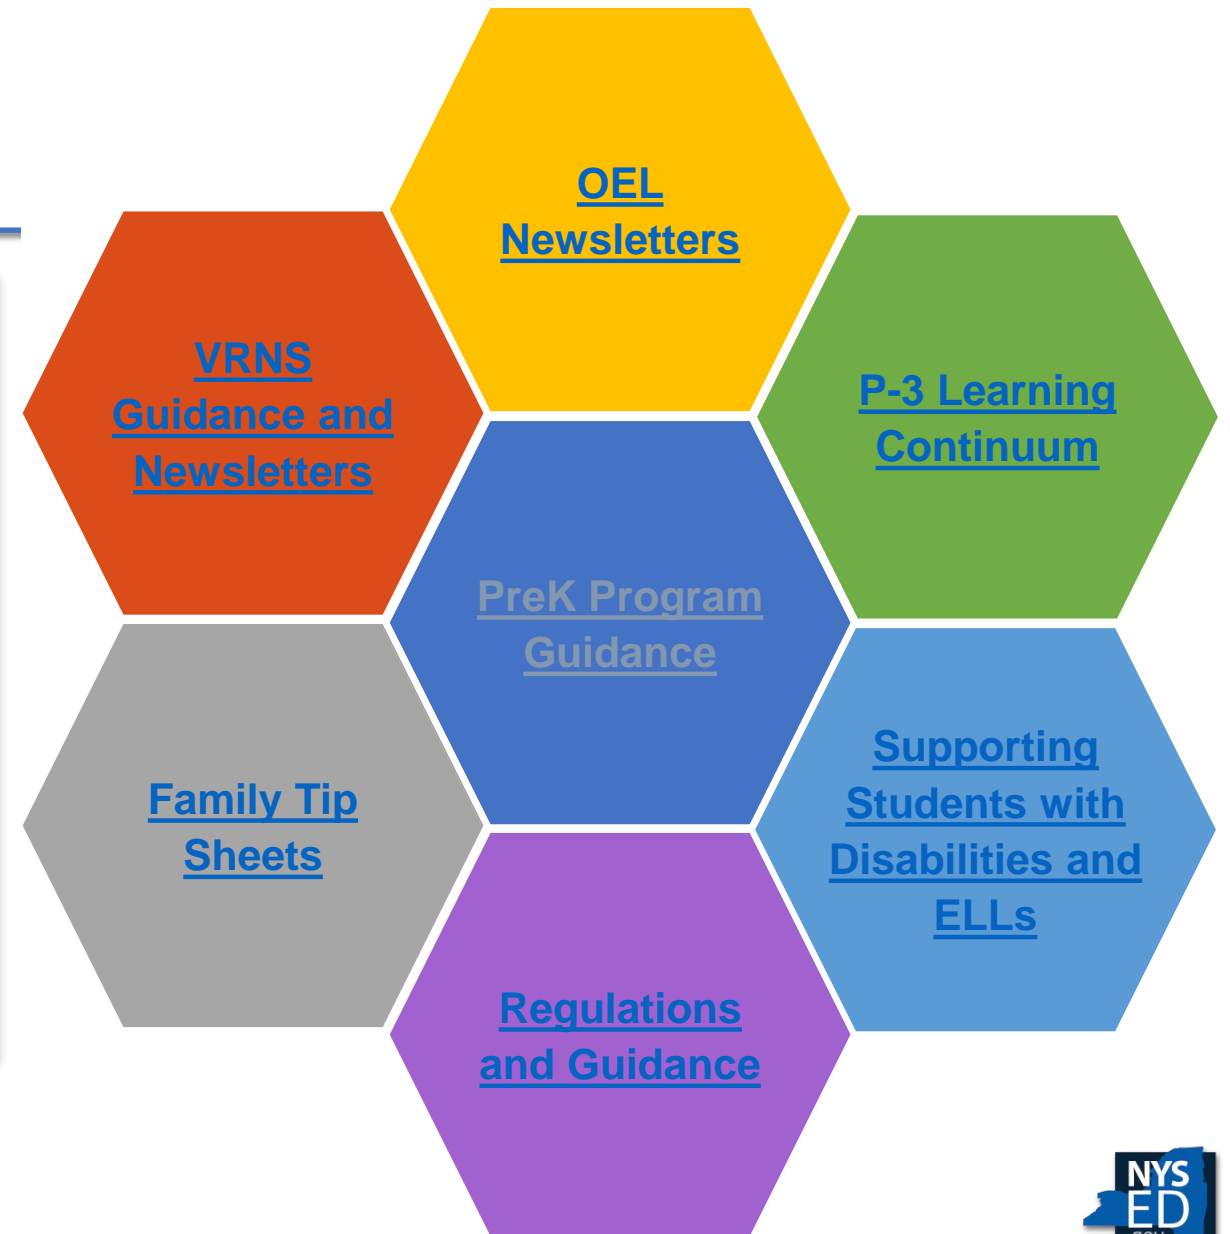 OEL
Newsletters
VRNS
Guidance and
Newsletters
P-3 Learning
Continuum
PreK Program
Guidance
Family Tip
Sheets
Supporting
Students with
Disabilities and
ELLs
Regulations
and Guidance
NYS
ED